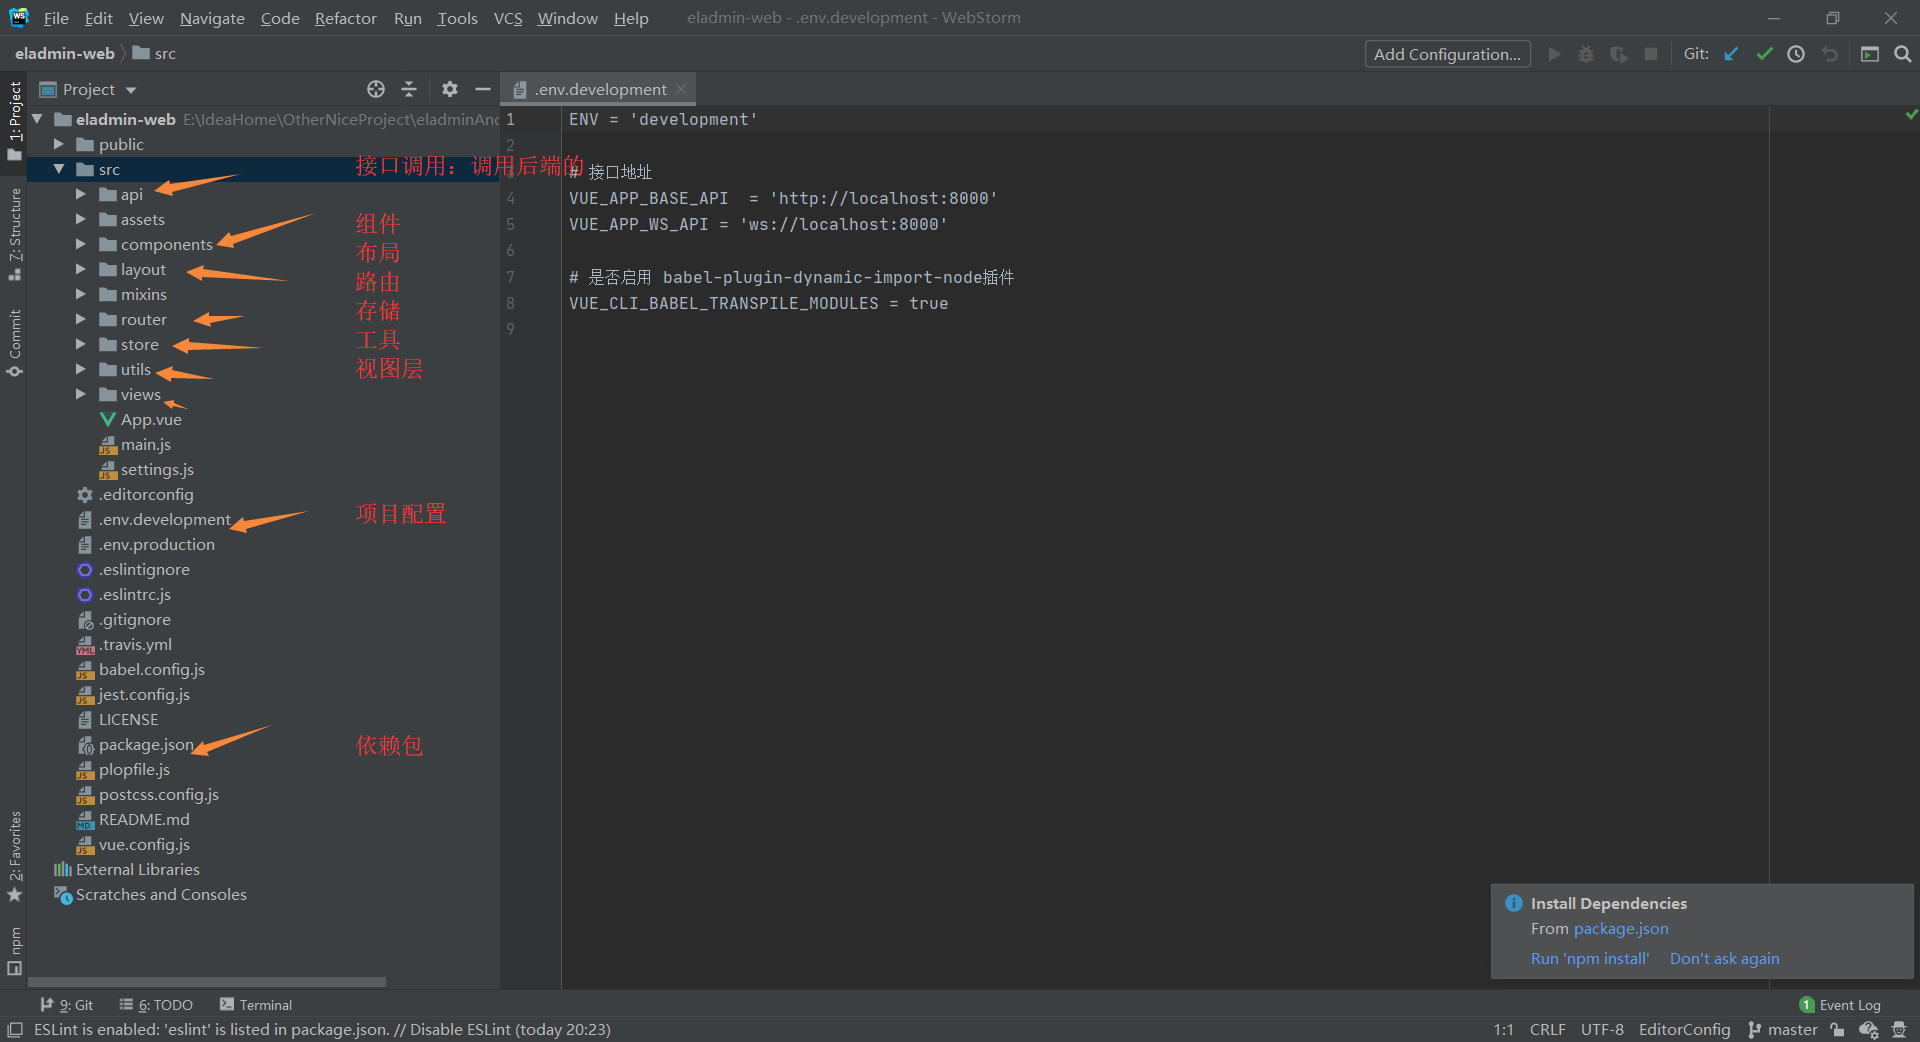 File Edit View Navigate Code Refactor Run Tools VCS Window Help eladmin-web - .env.development - WebStorm
eladmin-web src Add Configuration... Git:
Project .env.development
1: Project
7: Structure
Commit
2: Favorites
npm
eladmin-web E:\IdeaHome\OtherNiceProject\eladminAnd
public
src
api
assets
components
layout
mixins
router
store
utils
views
App.vue
main.js
settings.js
.editorconfig
.env.development
.env.production
.eslintignore
.eslintrc.js
.gitignore
.travis.yml
babel.config.js
jest.config.js
LICENSE
package.json
plopfile.js
postcss.config.js
README.md
vue.config.js
External Libraries
Scratches and Consoles
接口调用：调用后端的
组件
布局
路由
存储
工具
视图层
项目配置
依赖包
1 ENV = 'development'
2
3 # 接口地址
4 VUE_APP_BASE_API  = 'http://localhost:8000'
5 VUE_APP_WS_API = 'ws://localhost:8000'
6
7 # 是否启用 babel-plugin-dynamic-import-node插件
8 VUE_CLI_BABEL_TRANSPILE_MODULES = true
9
Install Dependencies
From package.json
Run 'npm install' Don't ask again
9: Git 6: TODO Terminal 1 Event Log
ESLint is enabled: 'eslint' is listed in package.json. // Disable ESLint (today 20:23) 1:1 CRLF UTF-8 EditorConfig master